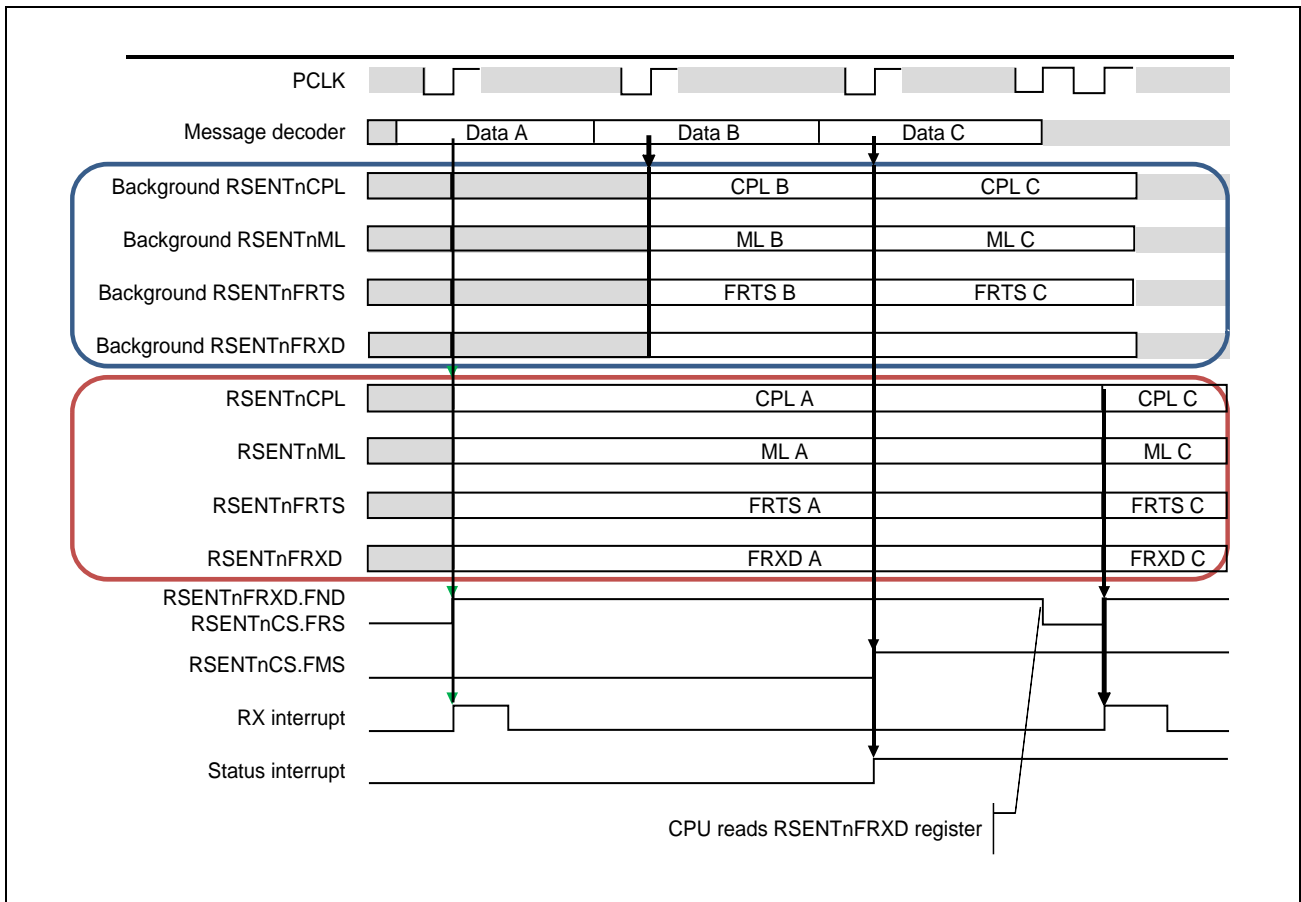 PCLK
Message decoder Data A Data B Data C
Background RSENTnCPL CPL B CPL C
Background RSENTnML ML B ML C
Background RSENTnFRTS FRTS B FRTS C
Background RSENTnFRXD
RSENTnCPL CPL A CPL C
RSENTnML ML A ML C
RSENTnFRTS FRTS A FRTS C
RSENTnFRXD FRXD A FRXD C
RSENTnFRXD.FND
RSENTnCS.FRS
RSENTnCS.FMS
RX interrupt
Status interrupt
CPU reads RSENTnFRXD register